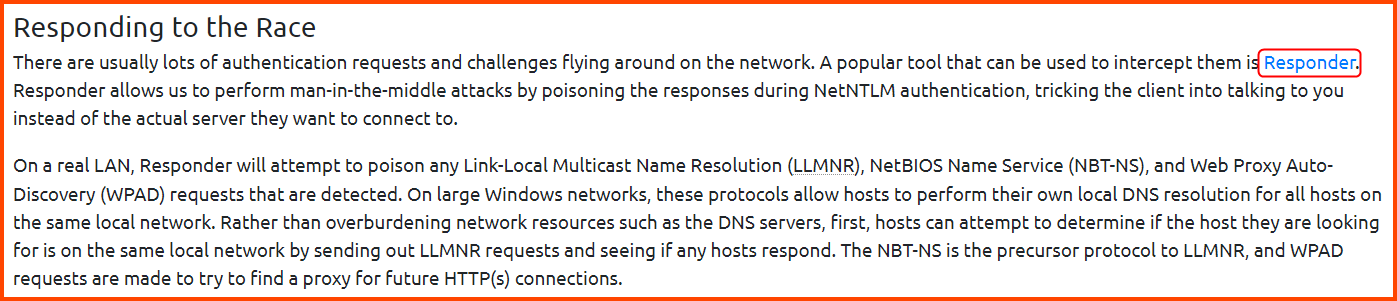 Responding to the Race
There are usually lots of authentication requests and challenges flying around on the network. A popular tool that can be used to intercept them is Responder.
Responder allows us to perform man-in-the-middle attacks by poisoning the responses during NetNTLM authentication, tricking the client into talking to you
instead of the actual server they want to connect to.
On a real LAN, Responder will attempt to poison any Link-Local Multicast Name Resolution (LLMNR), NetBIOS Name Service (NBT-NS), and Web Proxy Auto-
Discovery (WPAD) requests that are detected. On large Windows networks, these protocols allow hosts to perform their own local DNS resolution for all hosts on
the same local network. Rather than overburdening network resources such as the DNS servers, first, hosts can attempt to determine if the host they are looking
for is on the same local network by sending out LLMNR requests and seeing if any hosts respond. The NBT-NS is the precursor protocol to LLMNR, and WPAD
requests are made to try to find a proxy for future HTTP(s) connections.